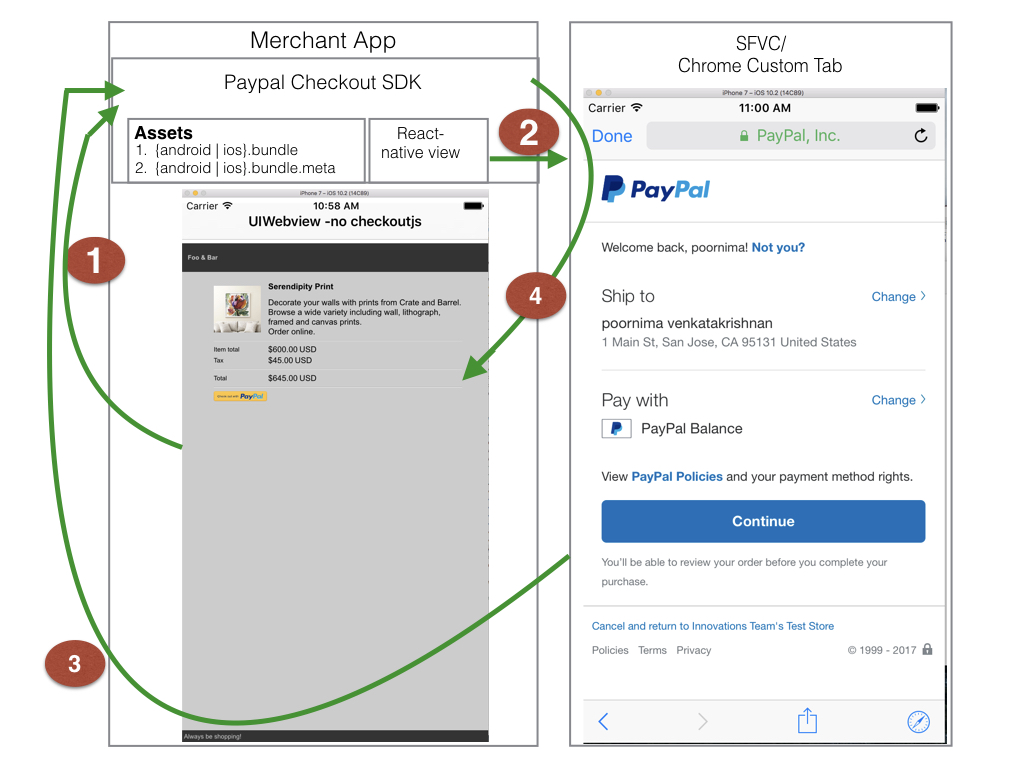 Merchant App
Paypal Checkout SDK
Assets
1. {android | ios}.bundle
2. {android | ios}.bundle.meta
React-
native view
iPhone 7 – iOS 10.2 (14C89)
Carrier
10:58 AM
UIWebview -no checkoutjs
Foo & Bar
Serendipity Print
Decorate your walls with prints from Crate and Barrel.
Browse a wide variety including wall, lithograph,
framed and canvas prints.
Order online.
Item total $600.00 USD
Tax $45.00 USD
Total $645.00 USD
Check out with PayPal
Always be shopping!
1
2
3
4
SFVC/
Chrome Custom Tab
iPhone 7 – iOS 10.2 (14C89)
Carrier
11:00 AM
Done
PayPal, Inc.
PayPal
Welcome back, poornima! Not you?
Ship to
Change
poornima venkatakrishnan
1 Main St, San Jose, CA 95131 United States
Pay with
Change
PayPal Balance
View PayPal Policies and your payment method rights.
Continue
You'll be able to review your order before you complete your
purchase.
Cancel and return to Innovations Team's Test Store
Policies Terms Privacy
© 1999 - 2017